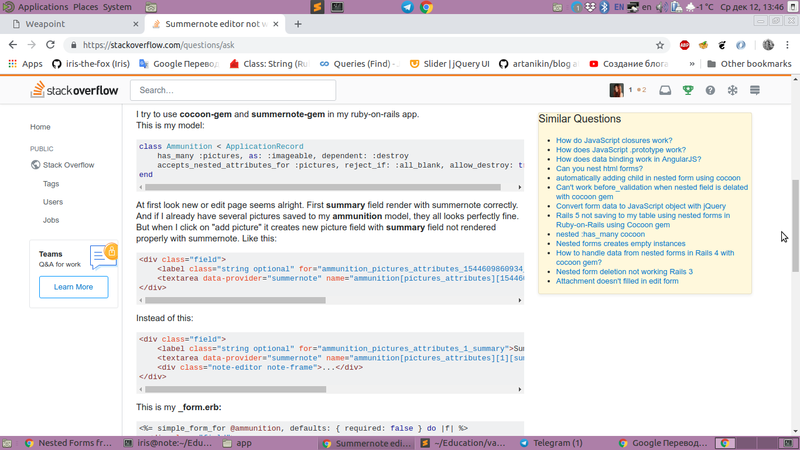 Applications Places System
en
-1 °C Ср дек 12, 13:46
Weapoint
Summernote editor not w
https://stackoverflow.com/questions/ask
Apps
iris-the-fox (Iris)
Google Перевод
Class: String (Ru
Queries (Find) -
Slider | jQuery UI
artanikin/blog
Создание блога
»
Other bookmarks
stackoverflow
Search...
1 2
Home
PUBLIC
Stack Overflow
Tags
Users
Jobs
Teams
Q&A for work
Learn More
I try to use cocoon-gem and summernote-gem in my ruby-on-rails app.
This is my model:
class Ammunition < ApplicationRecord
has_many :pictures, as: :imageable, dependent: :destroy
accepts_nested_attributes_for :pictures, reject_if: :all_blank, allow_destroy:
end
At first look new or edit page seems alright. First summary field render with summernote correctly.
And if I already have several pictures saved to my ammunition model, they all looks perfectly fine.
But when I click on "add picture" it creates new picture field with summary field not rendered
properly with summernote. Like this:
<div class="field">
<label class="string optional" for="ammunition_pictures_attributes_1544609860934
<textarea data-provider="summernote" name="ammunition[pictures_attributes][15446
</div>
Instead of this:
<div class="field">
<label class="string optional" for="ammunition_pictures_attributes_1_summary">Su
<textarea data-provider="summernote" name="ammunition[pictures_attributes][1][sum
<div class="note-editor note-frame">...</div>
</div>
This is my _form.erb:
<%= simple_form_for @ammunition, defaults: { required: false } do |f| %>
Similar Questions
How do JavaScript closures work?
How does JavaScript .prototype work?
How does data binding work in AngularJS?
Can you nest html forms?
automatically adding child in nested form using cocoon
Can't work before_validation when nested field is delated
with cocoon gem
Convert form data to JavaScript object with jQuery
Rails 5 not saving to my table using nested forms in
Ruby-on-Rails using Cocoon gem
nested :has_many cocoon
Nested forms creates empty instances
How to handle data from nested forms in Rails 4 with
cocoon gem?
Nested form deletion not working Rails 3
Attachment doesn't filled in edit form
Nested Forms fr...
iris@note:~/Edu...
app
Summernote edi...
~/Education/va...
Telegram (1)
Google Перевод...